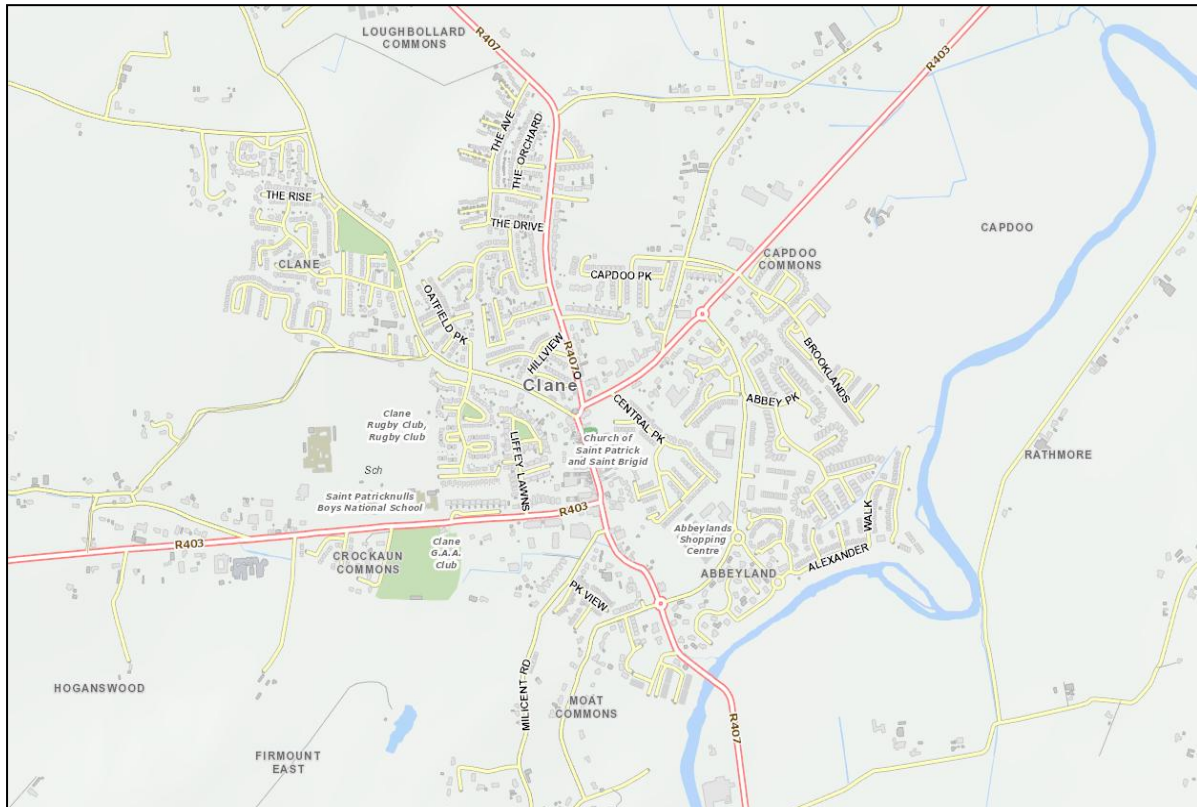 LOUGHBOLLARD
COMMONS
R407
R403
THE AVE
THE ORCHARD
THE RISE
THE DRIVE
CAPDOO
CAPDOO
COMMONS
CLANE
CAPDOO PK
OATFIELD PK
HILLVIEW
R407
BROOKLANDS
Clane
ABBEY PK
CENTRAL PK
Clane
Rugby Club,
Rugby Club
LIFFEY LAWNS
Church of
Saint Patrick
and Saint Brigid
RATHMORE
Sch
Saint Patricknulls
Boys National School
R403
WALK
R403
Abbeylands
Shopping
Centre
CROCKAUN
COMMONS
Clane
G.A.A.
Club
ABBEYLAND
ALEXANDER
PK VIEW
HOGANSWOOD
MILICENT RD
MOAT
COMMONS
R407
FIRMOUNT
EAST